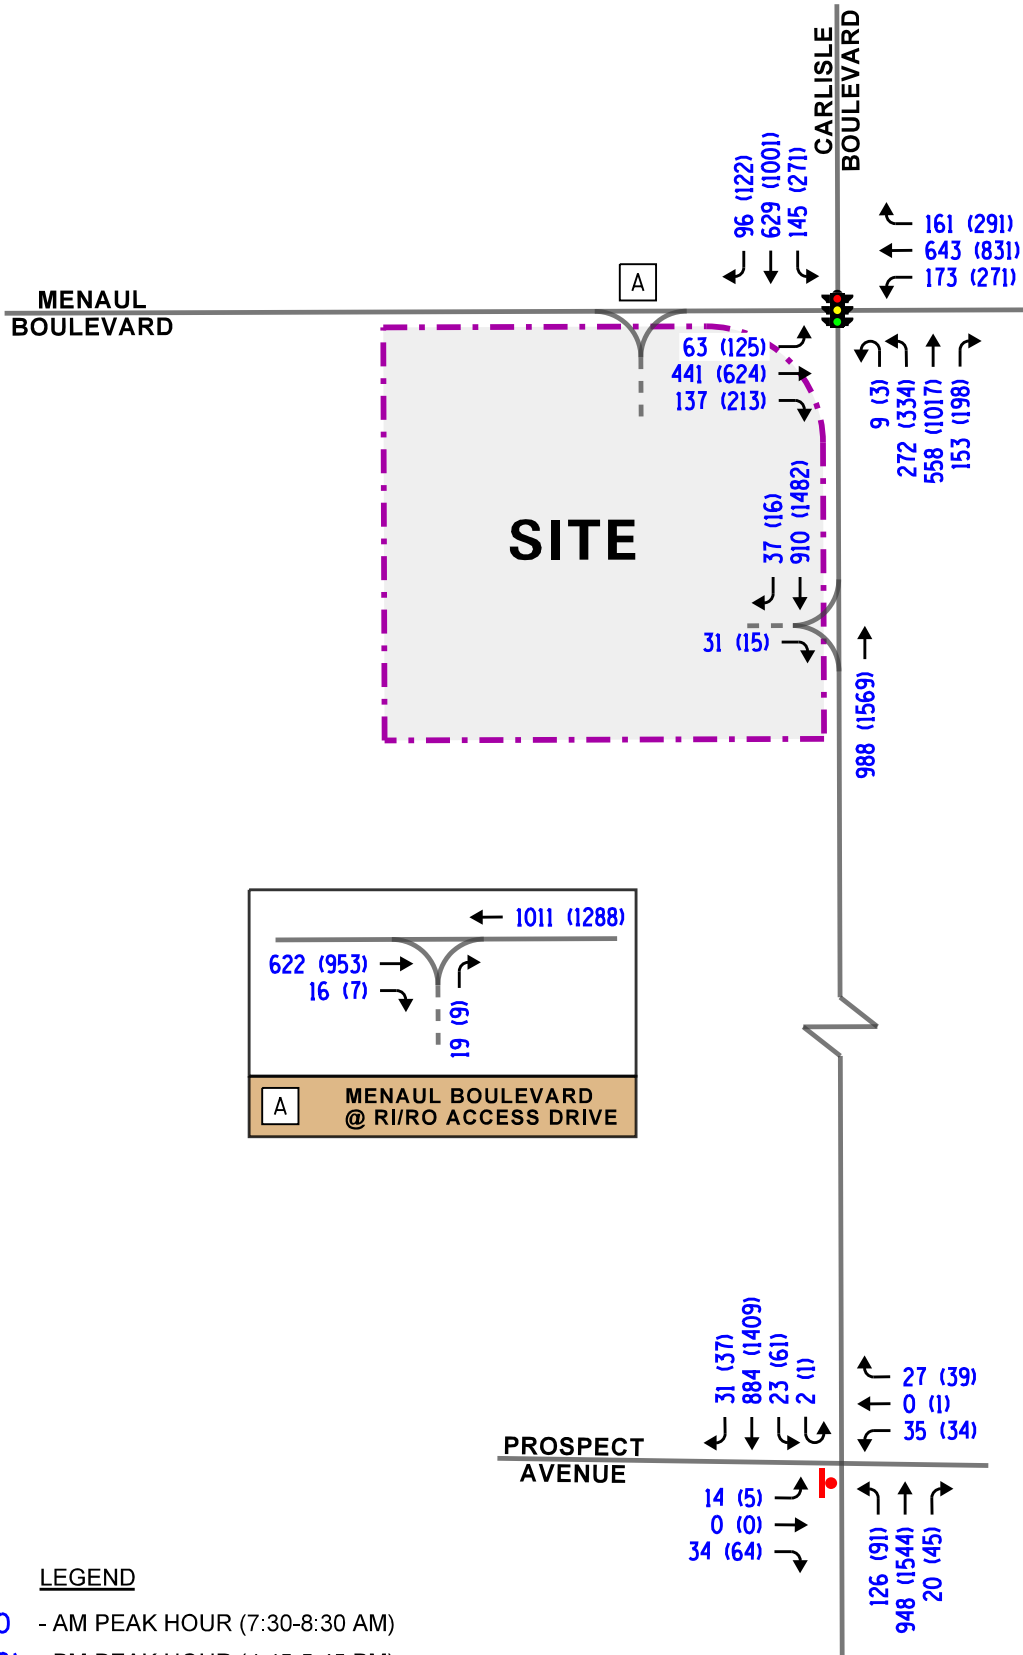 CARLISLE
BOULEVARD
96 (122)
629 (1001)
145 (271)
161 (291)
643 (831)
173 (271)
A
MENAUL
BOULEVARD
63 (125)
441 (624)
137 (213)
9 (3)
272 (334)
558 (1017)
153 (198)
SITE
37 (16)
910 (1482)
31 (15)
988 (1569)
1011 (1288)
622 (953)
16 (7)
19 (9)
A
MENAUL BOULEVARD
@ RI/RO ACCESS DRIVE
31 (37)
884 (1409)
23 (61)
2 (1)
27 (39)
0 (1)
35 (34)
PROSPECT
AVENUE
14 (5)
0 (0)
34 (64)
126 (91)
948 (1544)
20 (45)
LEGEND
0 - AM PEAK HOUR (7:30-8:30 AM)